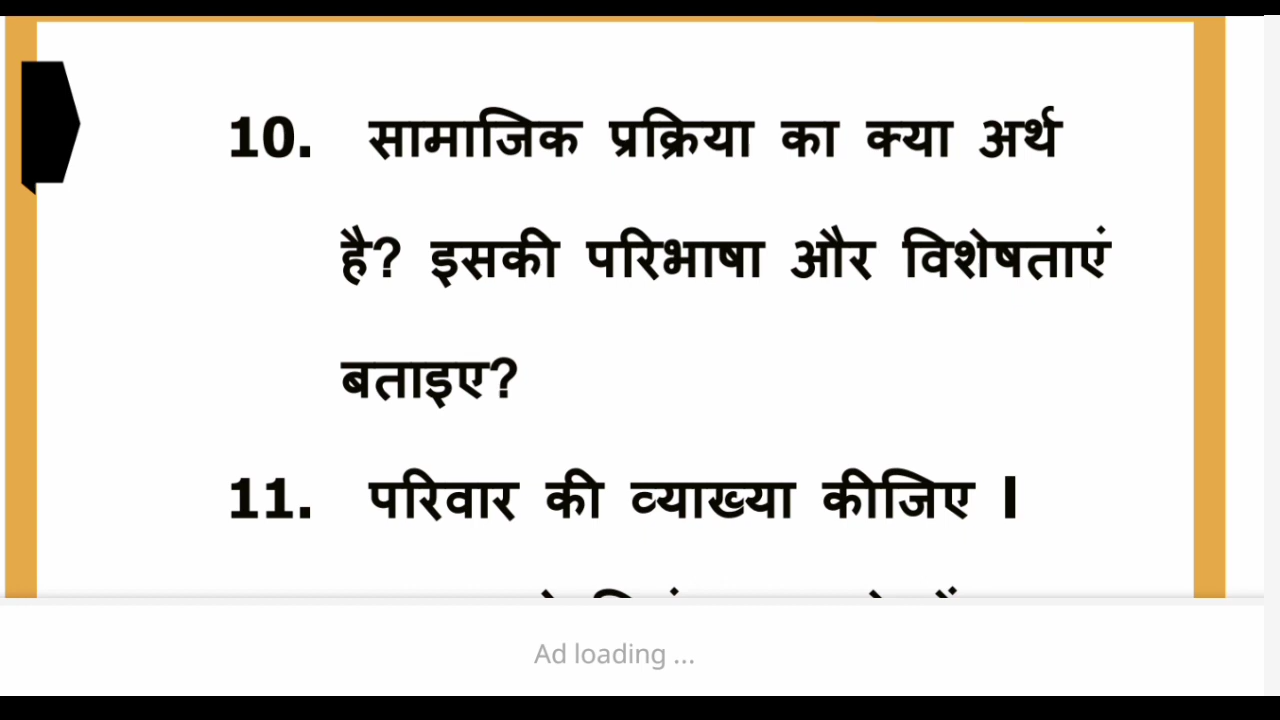 10. सामाजिक प्रक्रिया का क्या अर्थ
है? इसकी परिभाषा और विशेषताएं
बताइए?
11. परिवार की व्याख्या कीजिए I
Ad loading ...